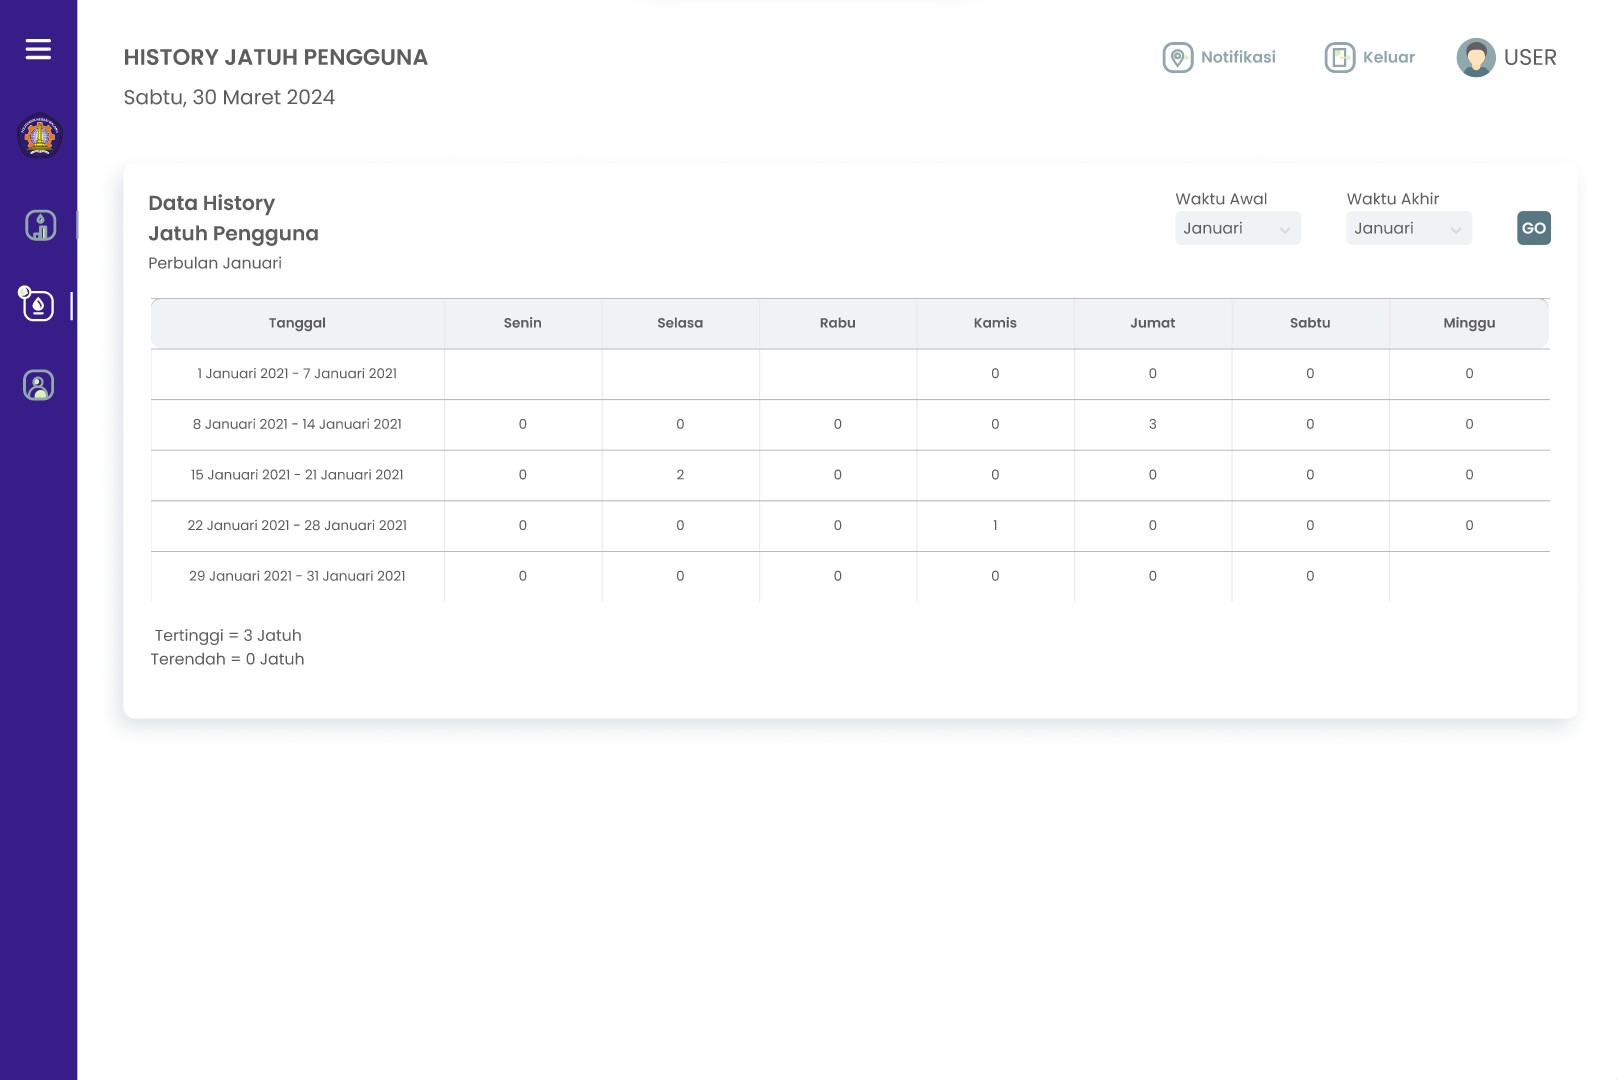 HISTORY JATUH PENGGUNA
Sabtu, 30 Maret 2024
Notifikasi
Keluar
USER
Data History
Jatuh Pengguna
Perbulan Januari
Waktu Awal
Januari
Waktu Akhir
Januari
GO
Tanggal Senin Selasa Rabu Kamis Jumat Sabtu Minggu
1 Januari 2021 - 7 Januari 2021 0 0 0 0
8 Januari 2021 - 14 Januari 2021 0 0 0 0 3 0 0
15 Januari 2021 - 21 Januari 2021 0 2 0 0 0 0 0
22 Januari 2021 - 28 Januari 2021 0 0 0 1 0 0 0
29 Januari 2021 - 31 Januari 2021 0 0 0 0 0 0
Tertinggi = 3 Jatuh
Terendah = 0 Jatuh